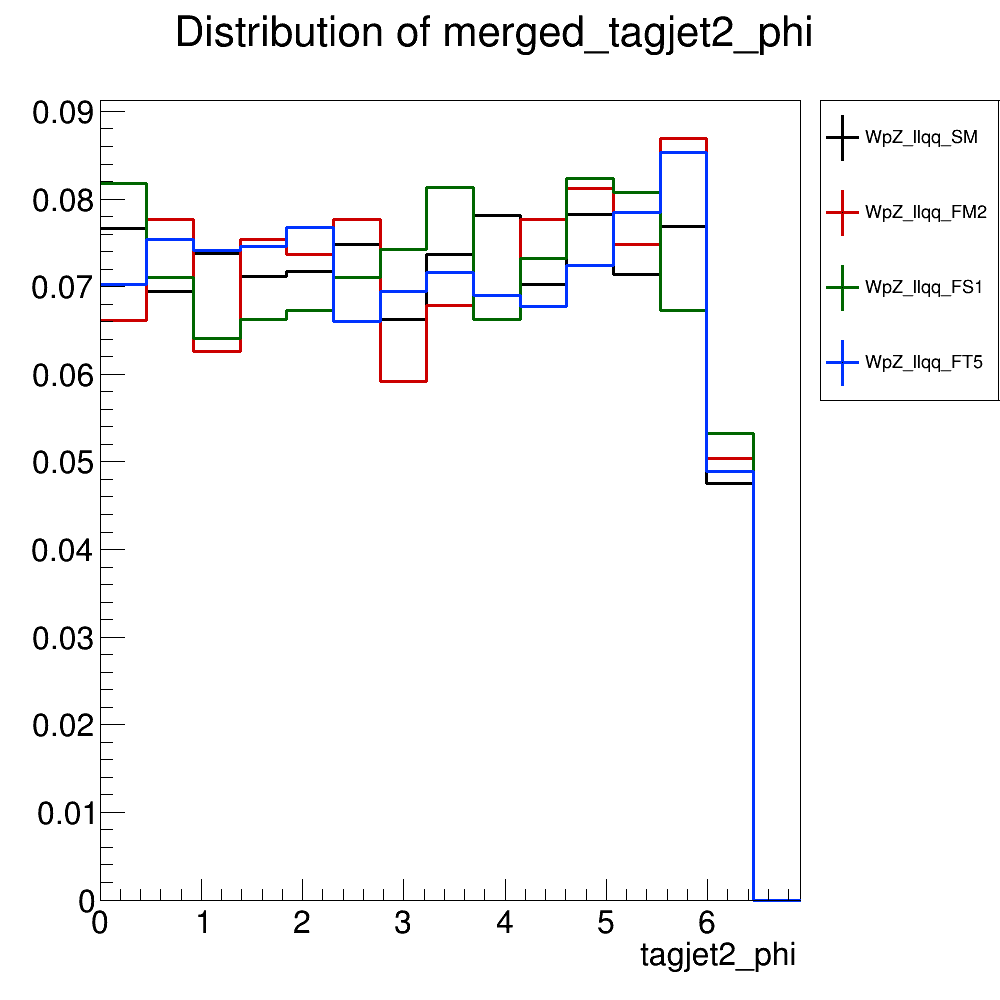 Distribution of merged_tagjet2_phi
0.09
0.08
0.07
0.06
0.05
0.04
0.03
0.02
0.01
0
0 1 2 3 4 5 6
tagjet2_phi
WpZ_llqq_SM
WpZ_llqq_FM2
WpZ_llqq_FS1
WpZ_llqq_FT5